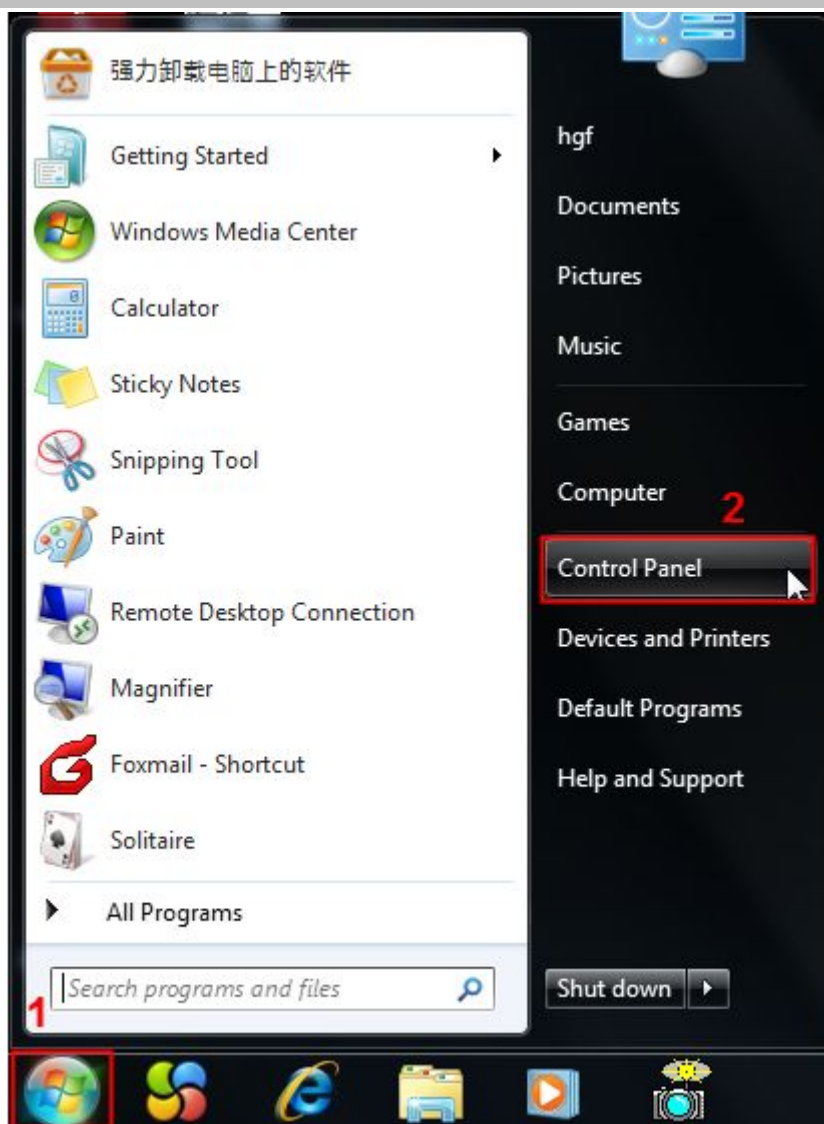 强力卸载电脑上的软件
Getting Started
Windows Media Center
Calculator
Sticky Notes
Snipping Tool
Paint
Remote Desktop Connection
Magnifier
Foxmail - Shortcut
Solitaire
All Programs
Search programs and files
1
hgf
Documents
Pictures
Music
Games
Computer
2
Control Panel
Devices and Printers
Default Programs
Help and Support
Shut down